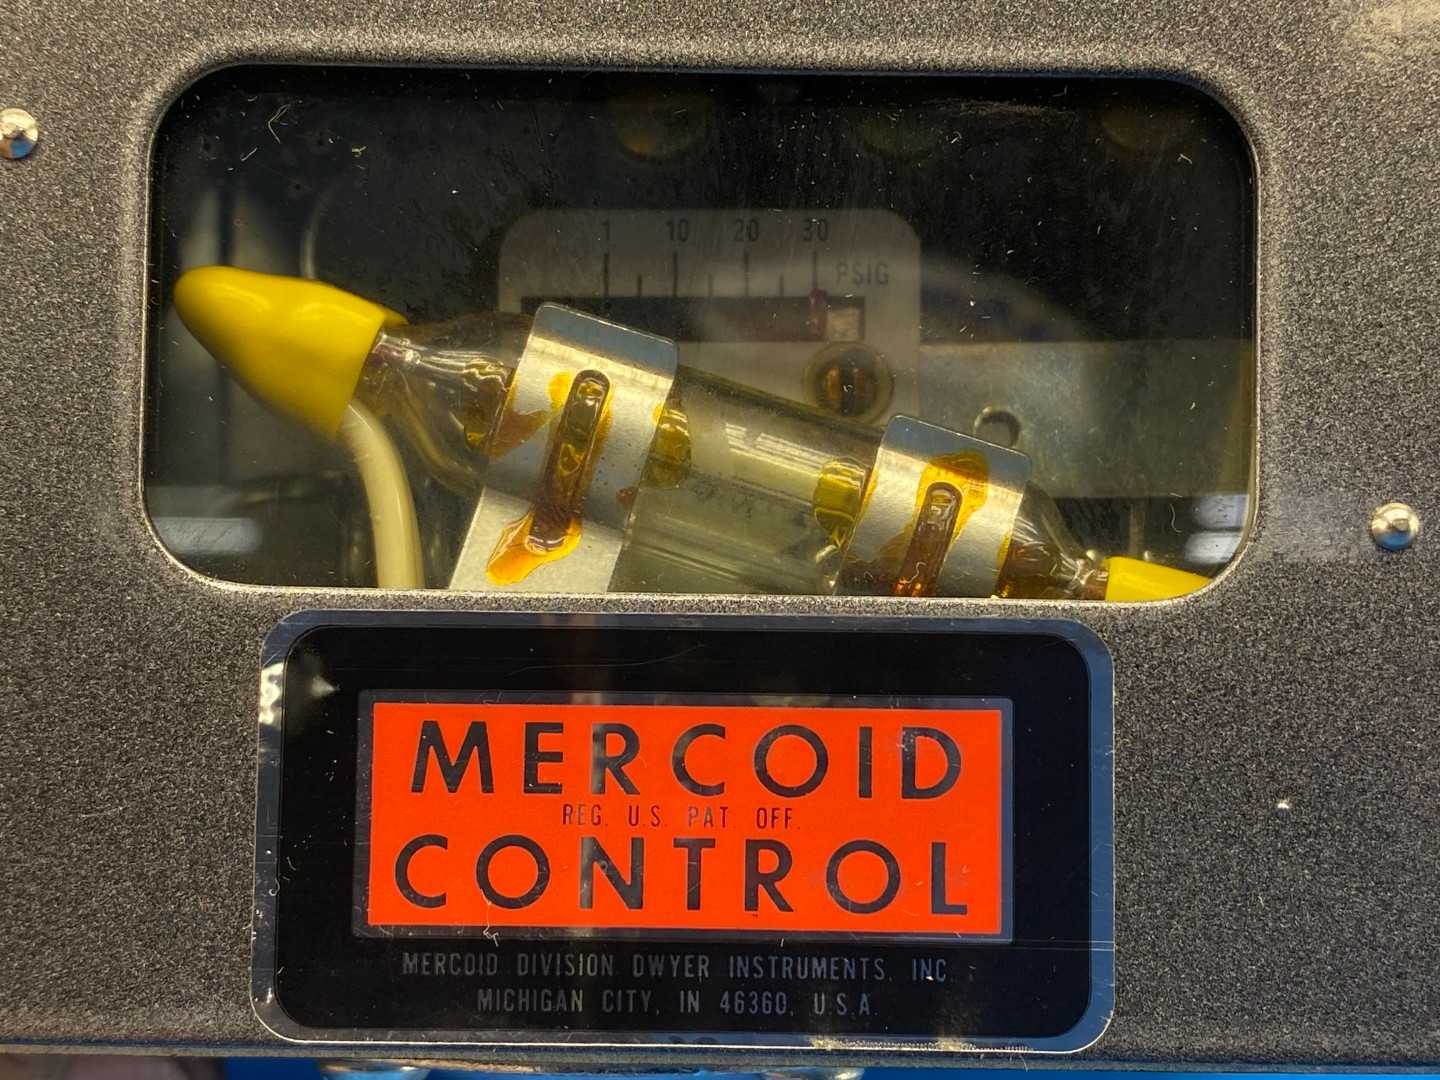 1 10 20 30
PSIG
MERCOID
REG. U.S. PAT. OFF.
CONTROL
MERCOID DIVISION DWYER INSTRUMENTS, INC.
MICHIGAN CITY, IN 46360, U.S.A.